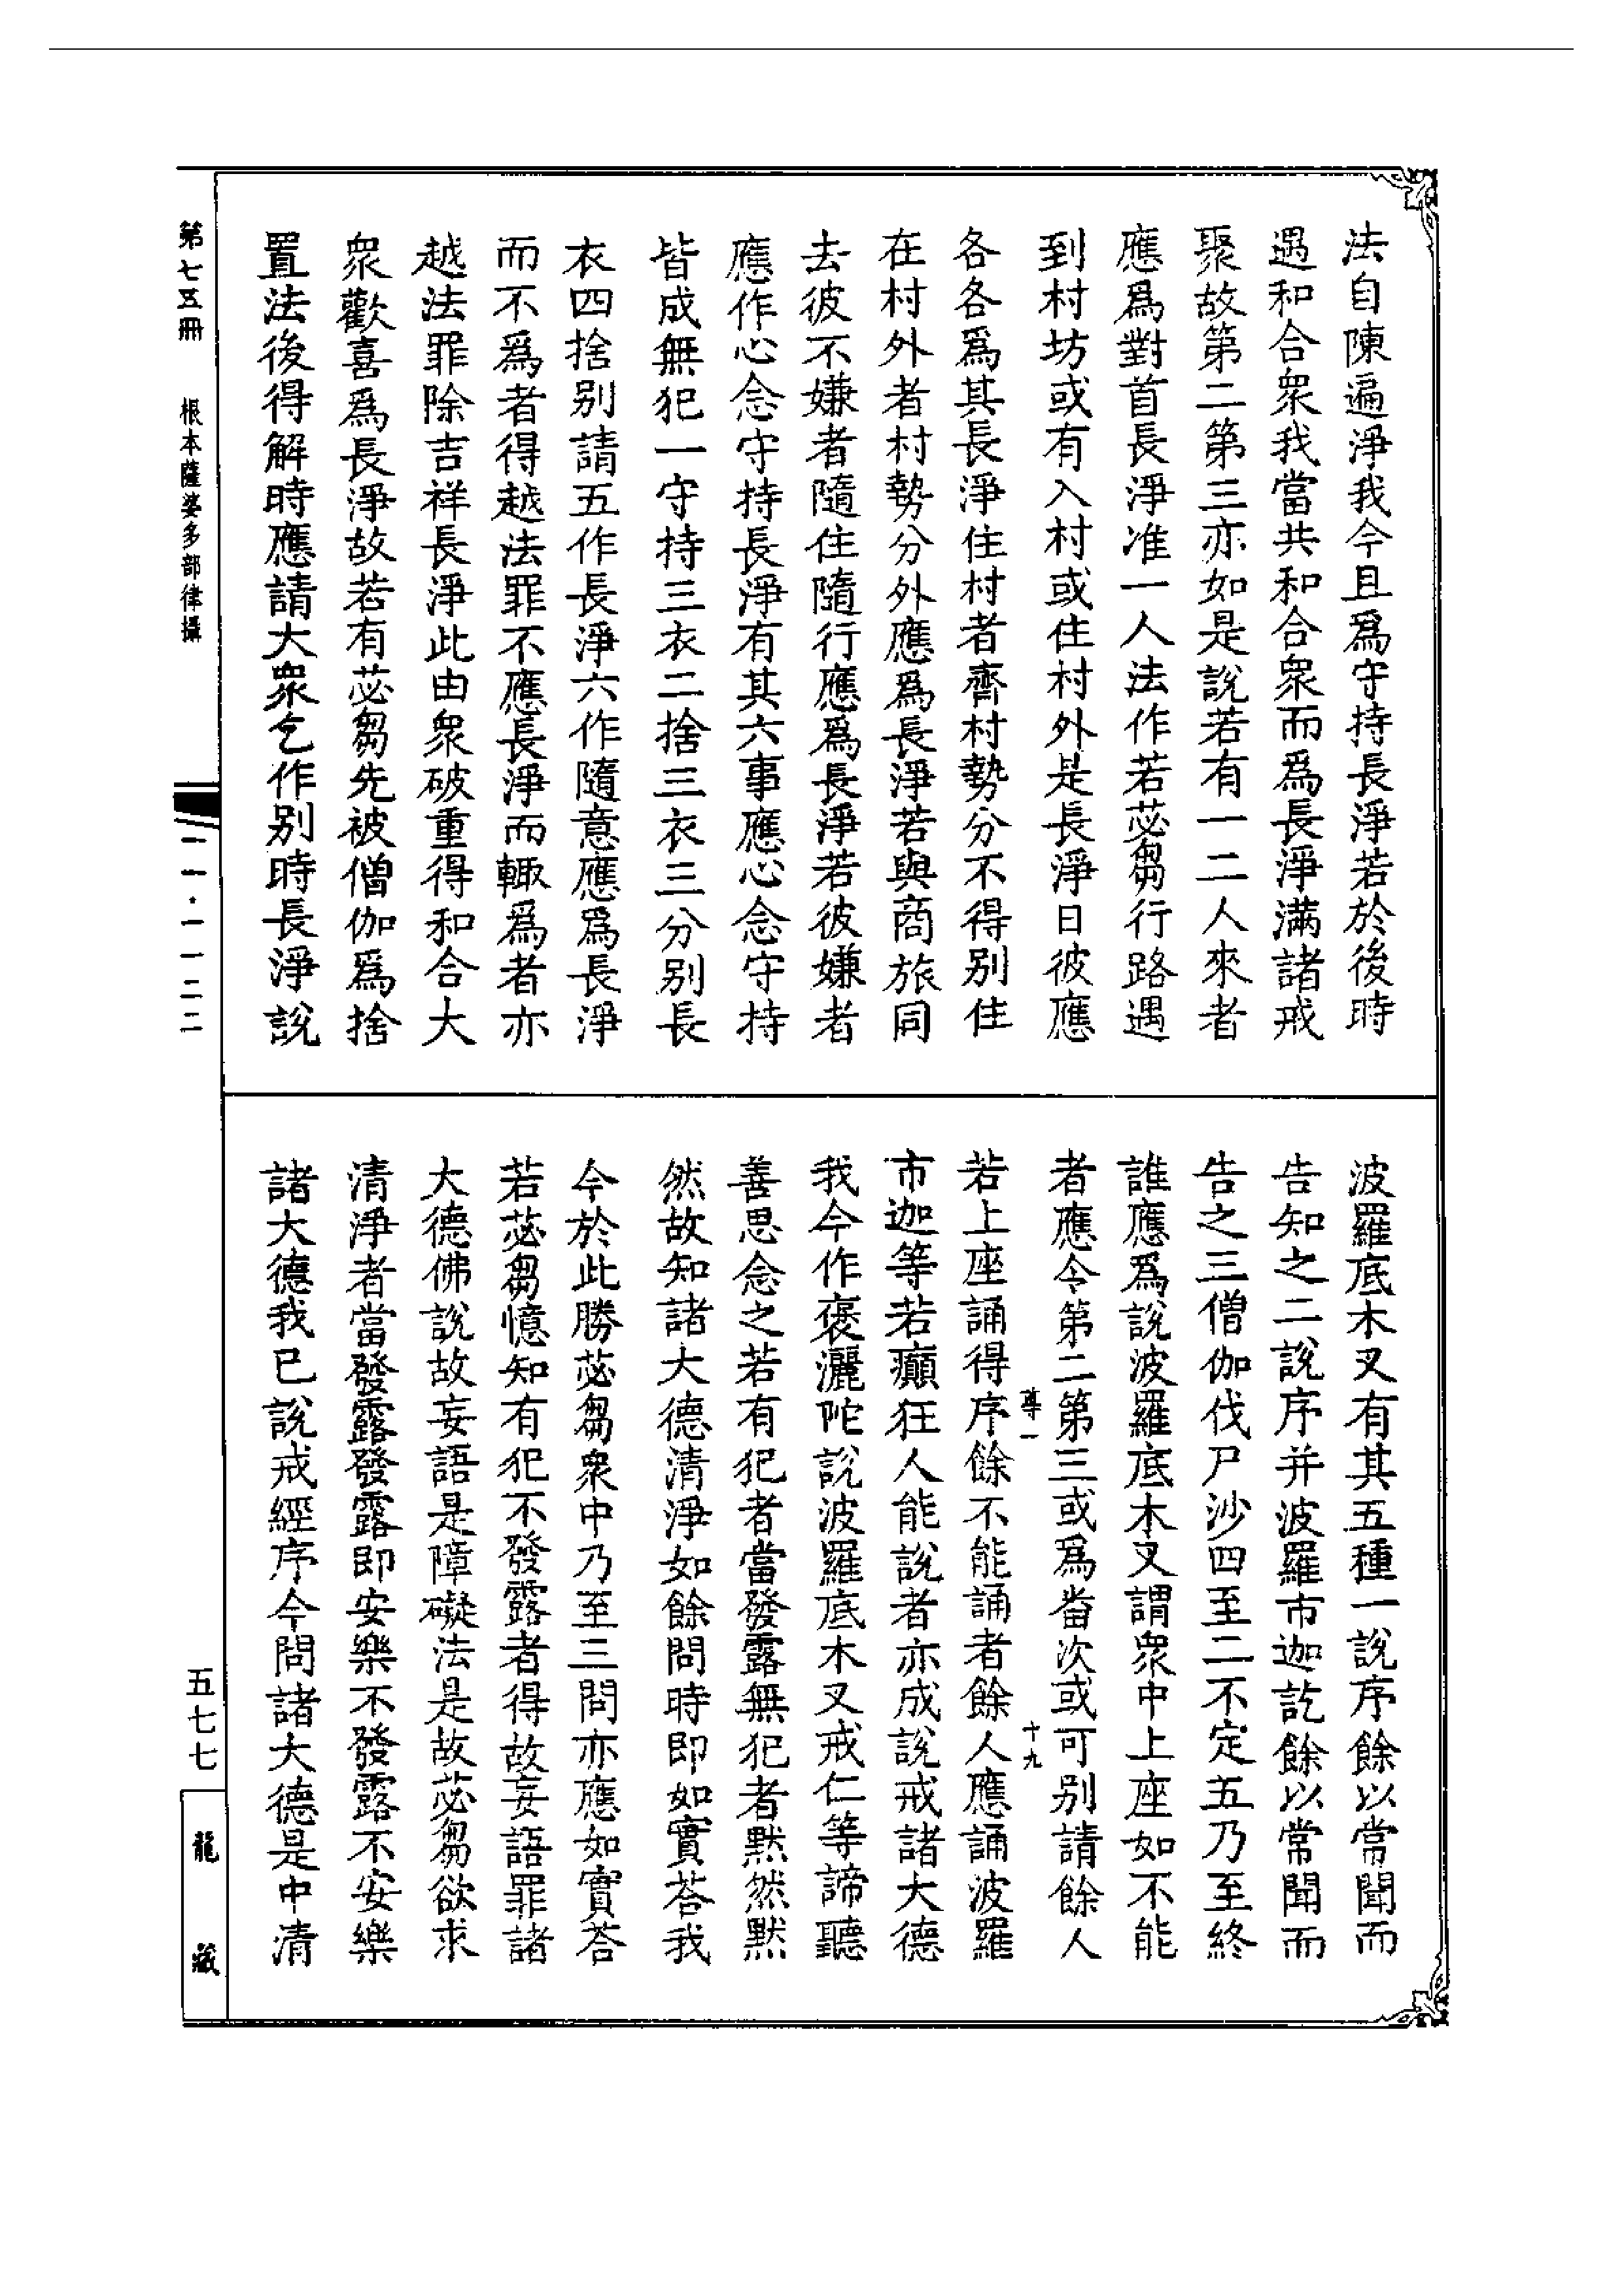 法自陳遍淨我今且爲守持長淨若於後時
遇和合衆我當共和合衆而爲長淨滿諸戒
聚故第二第三亦如是說若有一二人來者
應爲對首長淨准一人法作若苾芻行路遇
到村坊或有入村或住村外是長淨日彼應
各各爲其長淨住村者齊村勢分不得別住
在村外者村勢分外應爲長淨若與商旅同
去彼不嫌者隨住隨行應爲長淨若彼嫌者
應作心念守持長淨有其六事應心念守持
皆成無犯一守持三衣二捨三衣三分別長
衣四捨別請五作長淨六作隨意應爲長淨
而不爲者得越法罪不應長淨而輙爲者亦
越法罪除吉祥長淨此由衆破重得和合大
衆歡喜爲長淨故若有苾芻先被僧伽爲捨
置法後得解時應請大衆乞作別時長淨說
波羅底木叉有其五種一說序餘以常聞而
告知之二說序并波羅市迦訖餘以常聞而
告之三僧伽伐尸沙四至二不定五乃至終
誰應爲說波羅底木叉謂衆中上座如不能
者應令第二第三或爲畨次或可別請餘人
尊一
十九
若上座誦得序餘不能誦者餘人應誦波羅
市迦等若癲狂人能說者亦成說戒諸大德
我今作褒灑陀說波羅底木叉戒仁等諦聽
善思念之若有犯者當發露無犯者默然默
然故知諸大德清淨如餘問時即如實荅我
今於此勝苾芻衆中乃至三問亦應如實荅
若苾芻憶知有犯不發露者得故妄語罪諸
大德佛說故妄語是障礙法是故苾芻欲求
清淨者當發露發露即安樂不發露不安樂
諸大德我已說戒經序今問諸大德是中清
第七五冊
根本薩婆多部律攝
一一·一一二二
五七七
龍藏